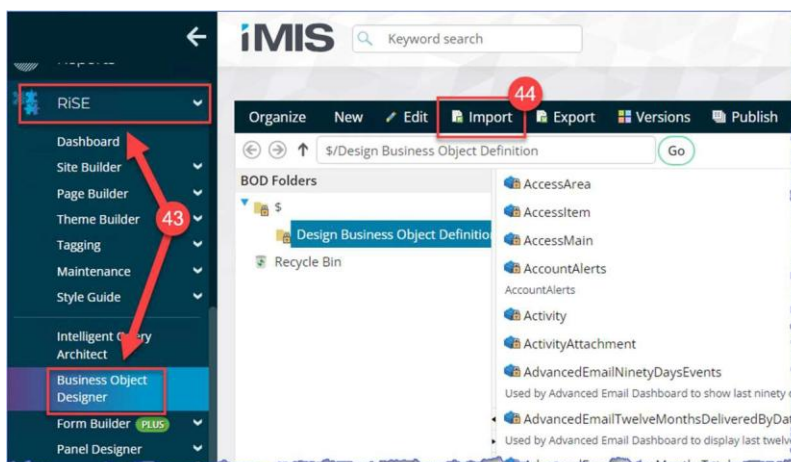 iMIS
Keyword search
RiSE
Dashboard
Site Builder
Page Builder
Theme Builder
Tagging
Maintenance
Style Guide
Intelligent Query
Architect
Business Object
Designer
Form Builder PLUS
Panel Designer
43
44
Organize New Edit Import Export Versions Publish
$/Design Business Object Definition Go
BOD Folders
$
Design Business Object Definitio
Recycle Bin
AccessArea
AccessItem
AccessMain
AccountAlerts
AccountAlerts
Activity
ActivityAttachment
AdvancedEmailNinetyDaysEvents
Used by Advanced Email Dashboard to show last ninety
AdvancedEmailTwelveMonthsDeliveredByDa
Used by Advanced Email Dashboard to display last twelv